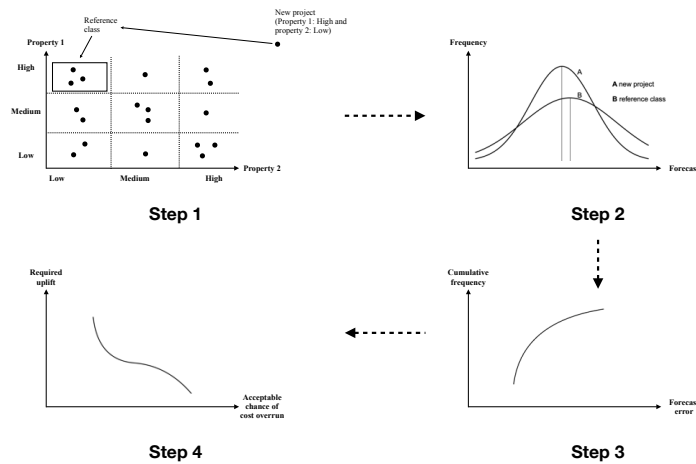 Reference
class
New project
(Property 1: High and
property 2: Low)
Property 1
High
Medium
Low
Low
Medium
High
Property 2
Step 1
Frequency
A
B
A new project
B reference class
Forecas
Step 2
Required
uplift
Acceptable
chance of
cost overrun
Step 4
Cumulative
frequency
Forecas
error
Step 3